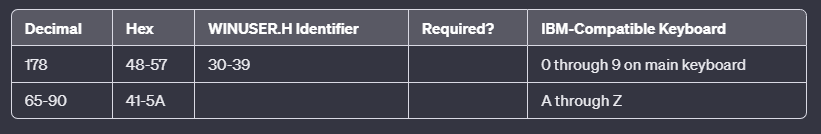 Decimal Hex WINUSER.H Identifier Required? IBM-Compatible Keyboard
178 48-57 30-39 0 through 9 on main keyboard
65-90 41-5A A through Z